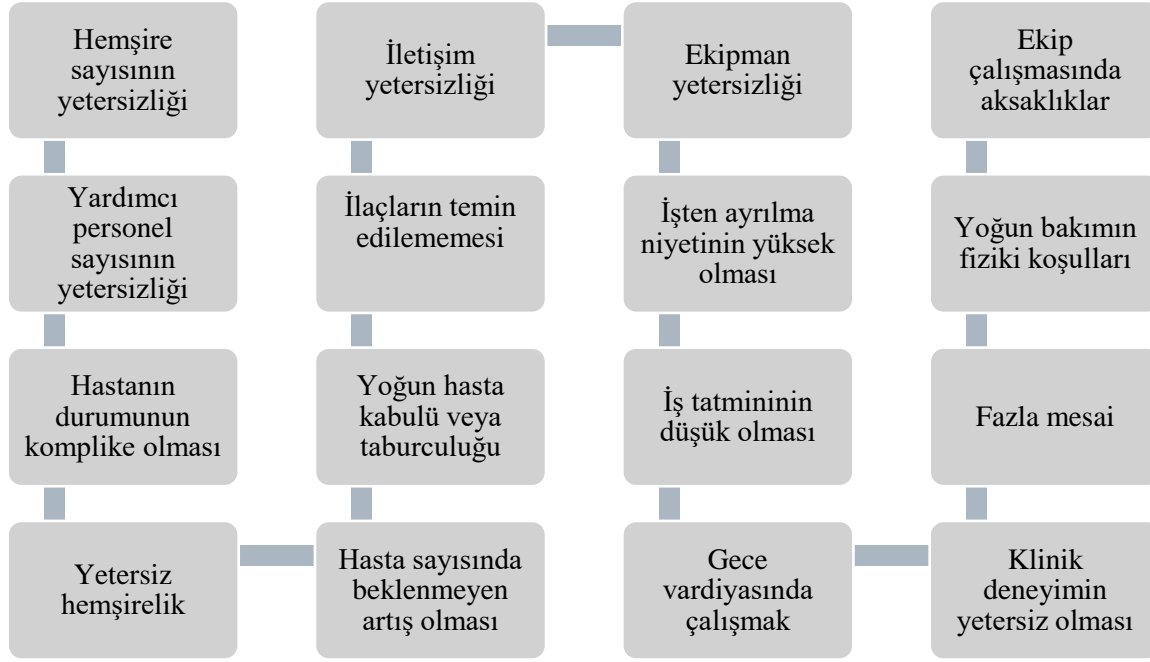 Hemşire
sayısının
yetersizliği
Yardımcı
personel
sayısının
yetersizliği
Hastanın
durumunun
komplike olması
Yetersiz
hemşirelik
Hasta sayısında
beklenmeyen
artış olması
Yoğun hasta
kabulü veya
taburculuğu
İlaçların temin
edilememesi
İletişim
yetersizliği
Ekipman
yetersizliği
İşten ayrılma
niyetinin yüksek
olması
İş tatmininin
düşük olması
Gece
vardiyasında
çalışmak
Klinik
deneyimin
yetersiz olması
Fazla mesai
Yoğun bakımın
fiziki koşulları
Ekip
çalışmasında
aksaklıklar